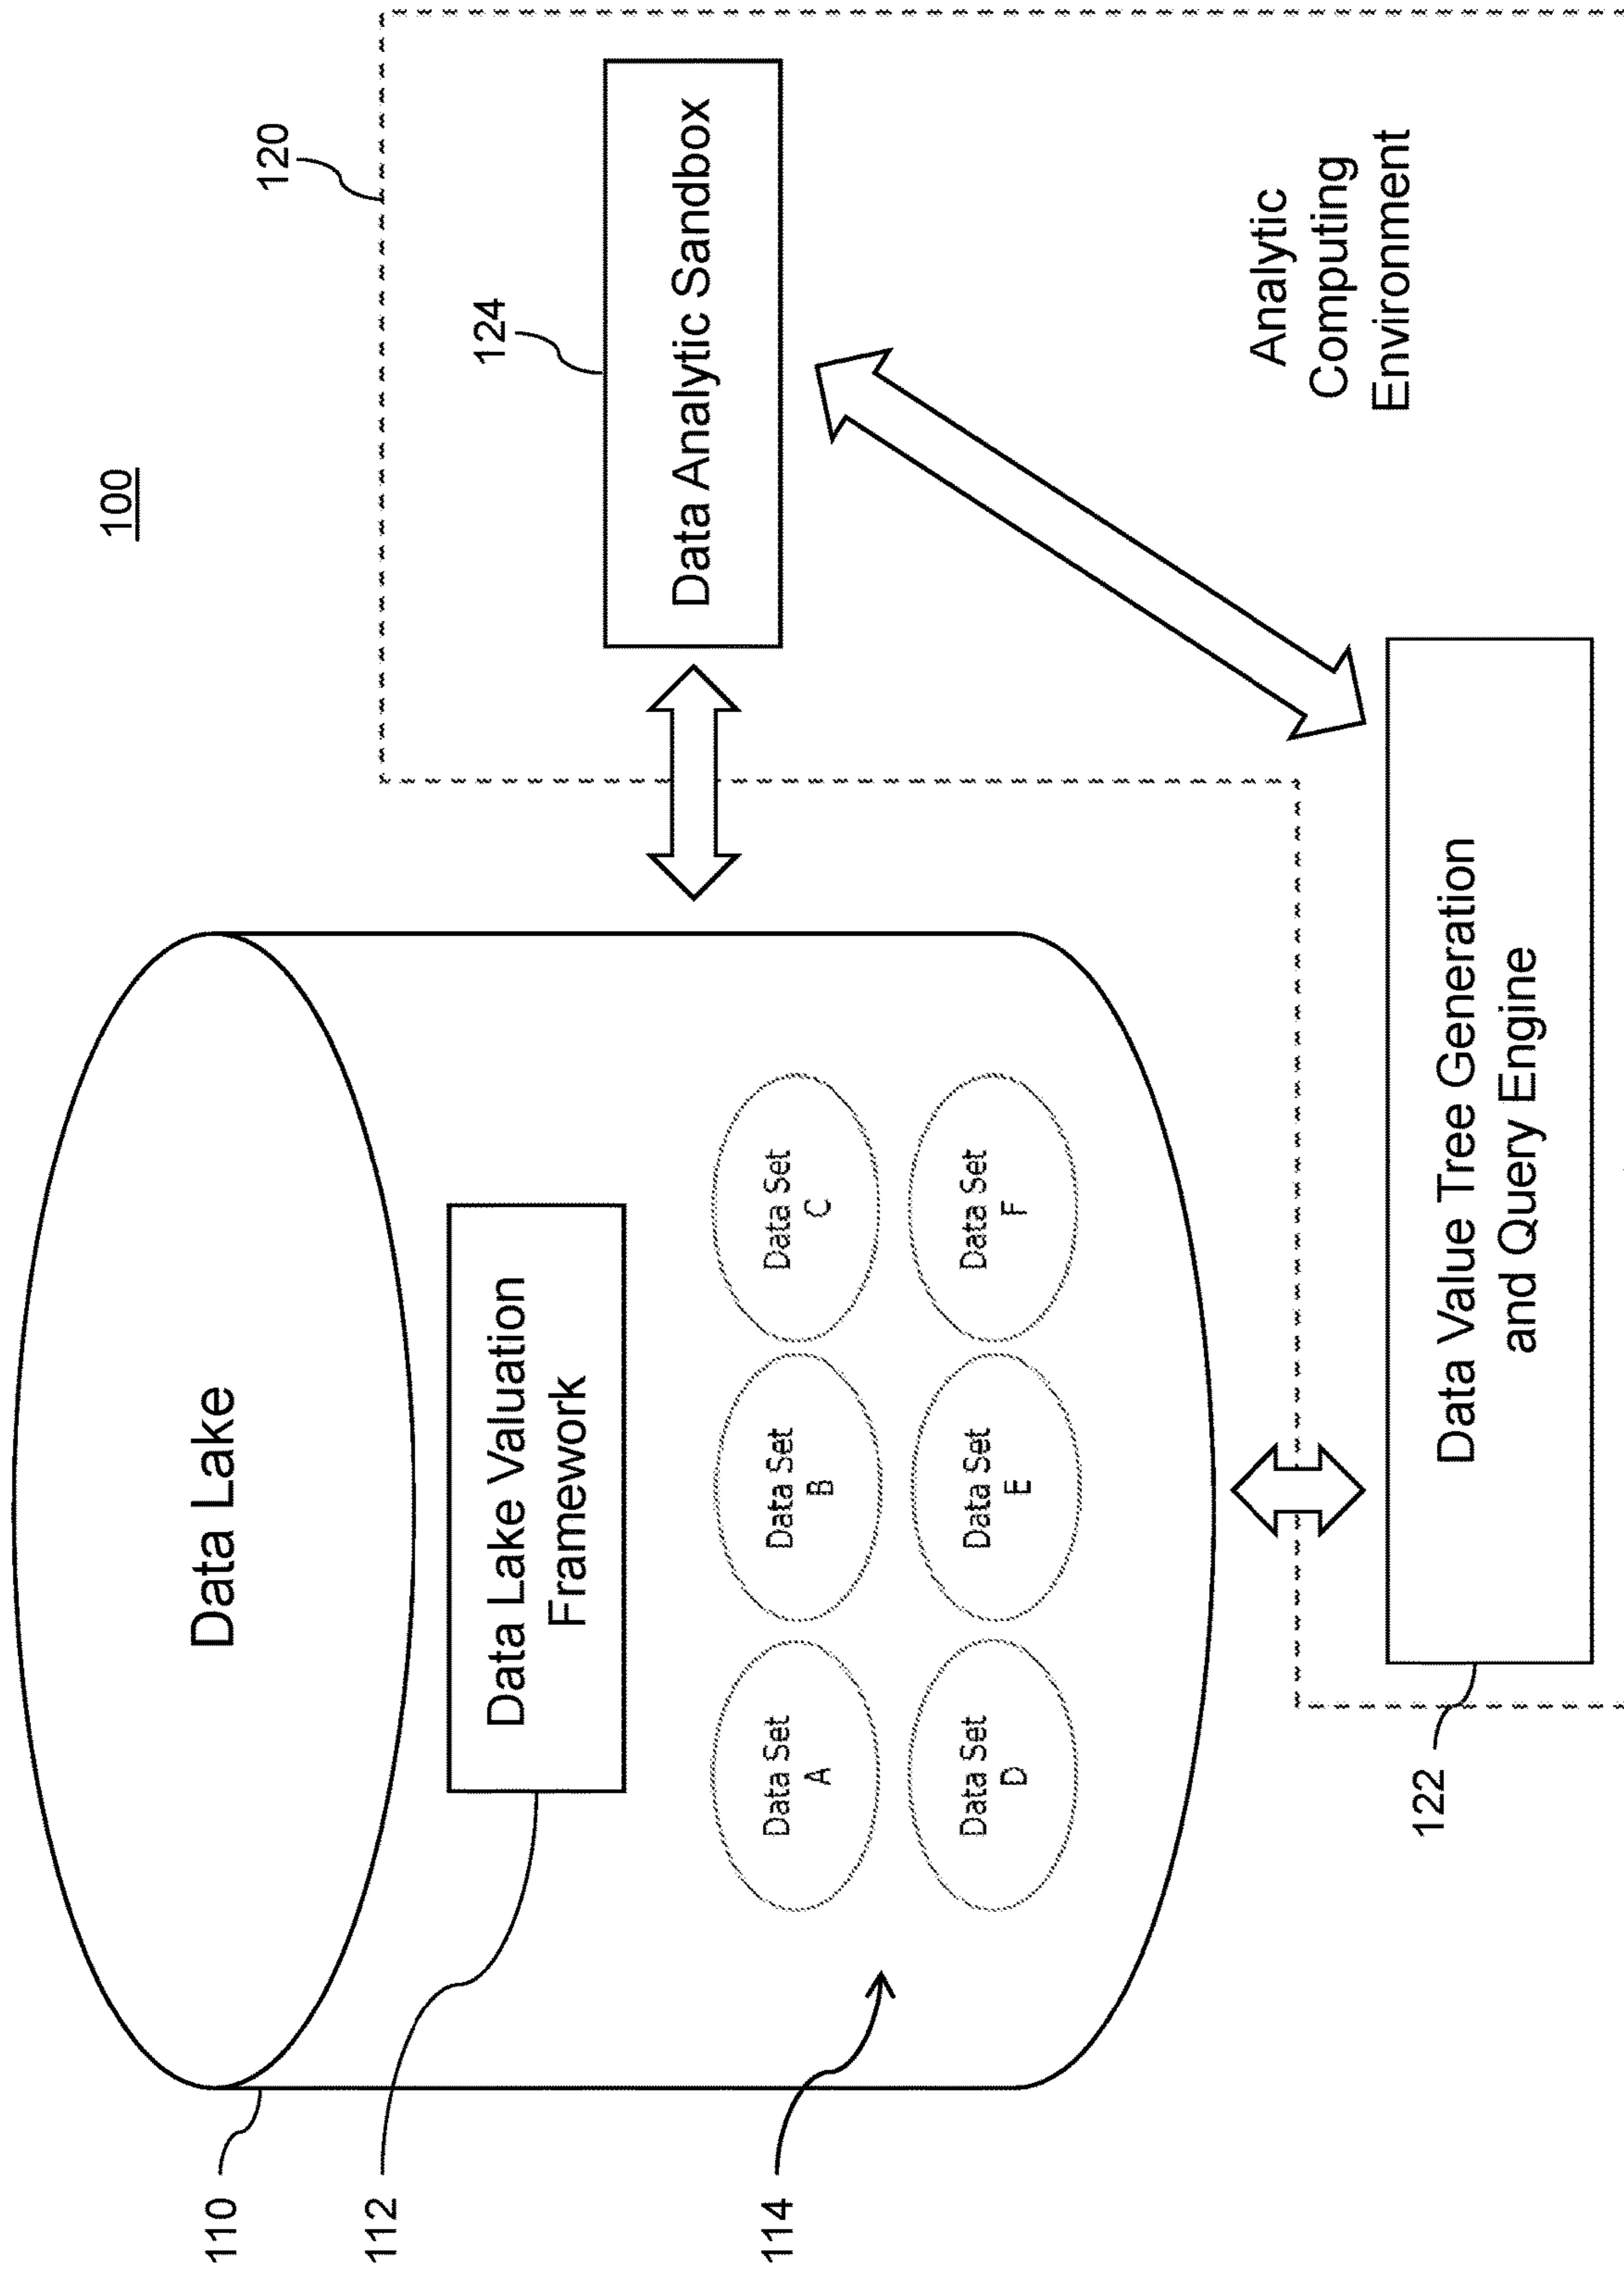 100
110
Data Lake
120
112
Data Lake Valuation
Framework
124
Data Analytic Sandbox
114
Data Set
A
Data Set
B
Data Set
C
Data Set
D
Data Set
E
Data Set
F
Analytic
Computing
Environment
122
Data Value Tree Generation
and Query Engine